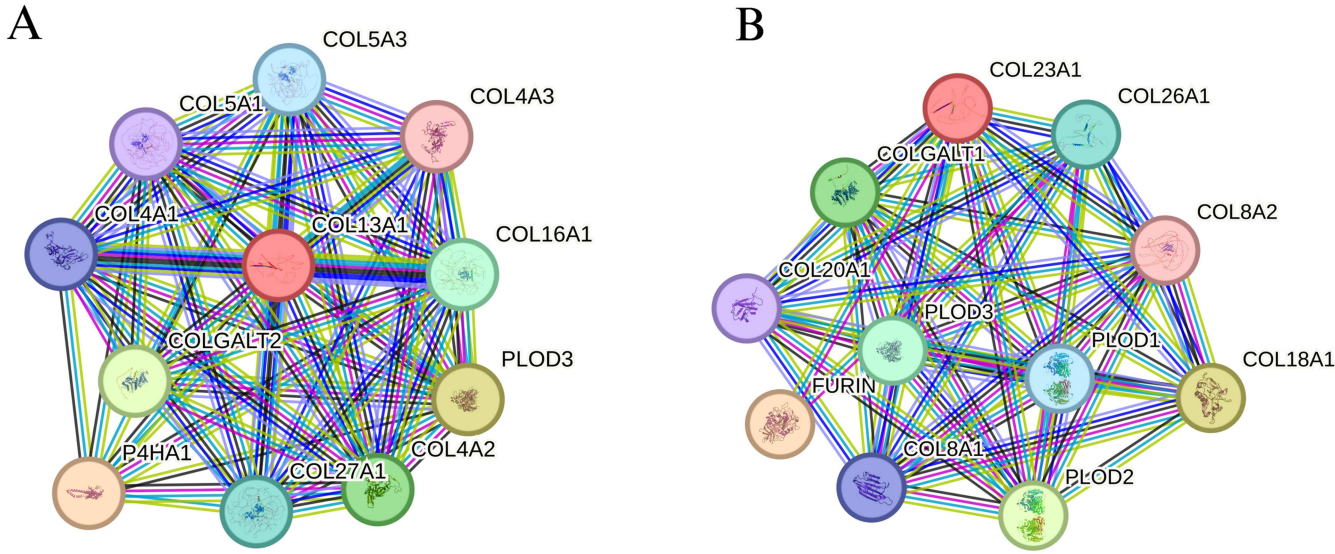 A
COL5A3
COL5A1
COL4A3
COL4A1
COL13A1
COL16A1
COLGALT2
PLOD3
P4HA1
COL27A1
COL4A2
B
COL23A1
COL26A1
COLGALT1
COL8A2
COL20A1
PLOD3
PLOD1
COL18A1
FURIN
COL8A1
PLOD2